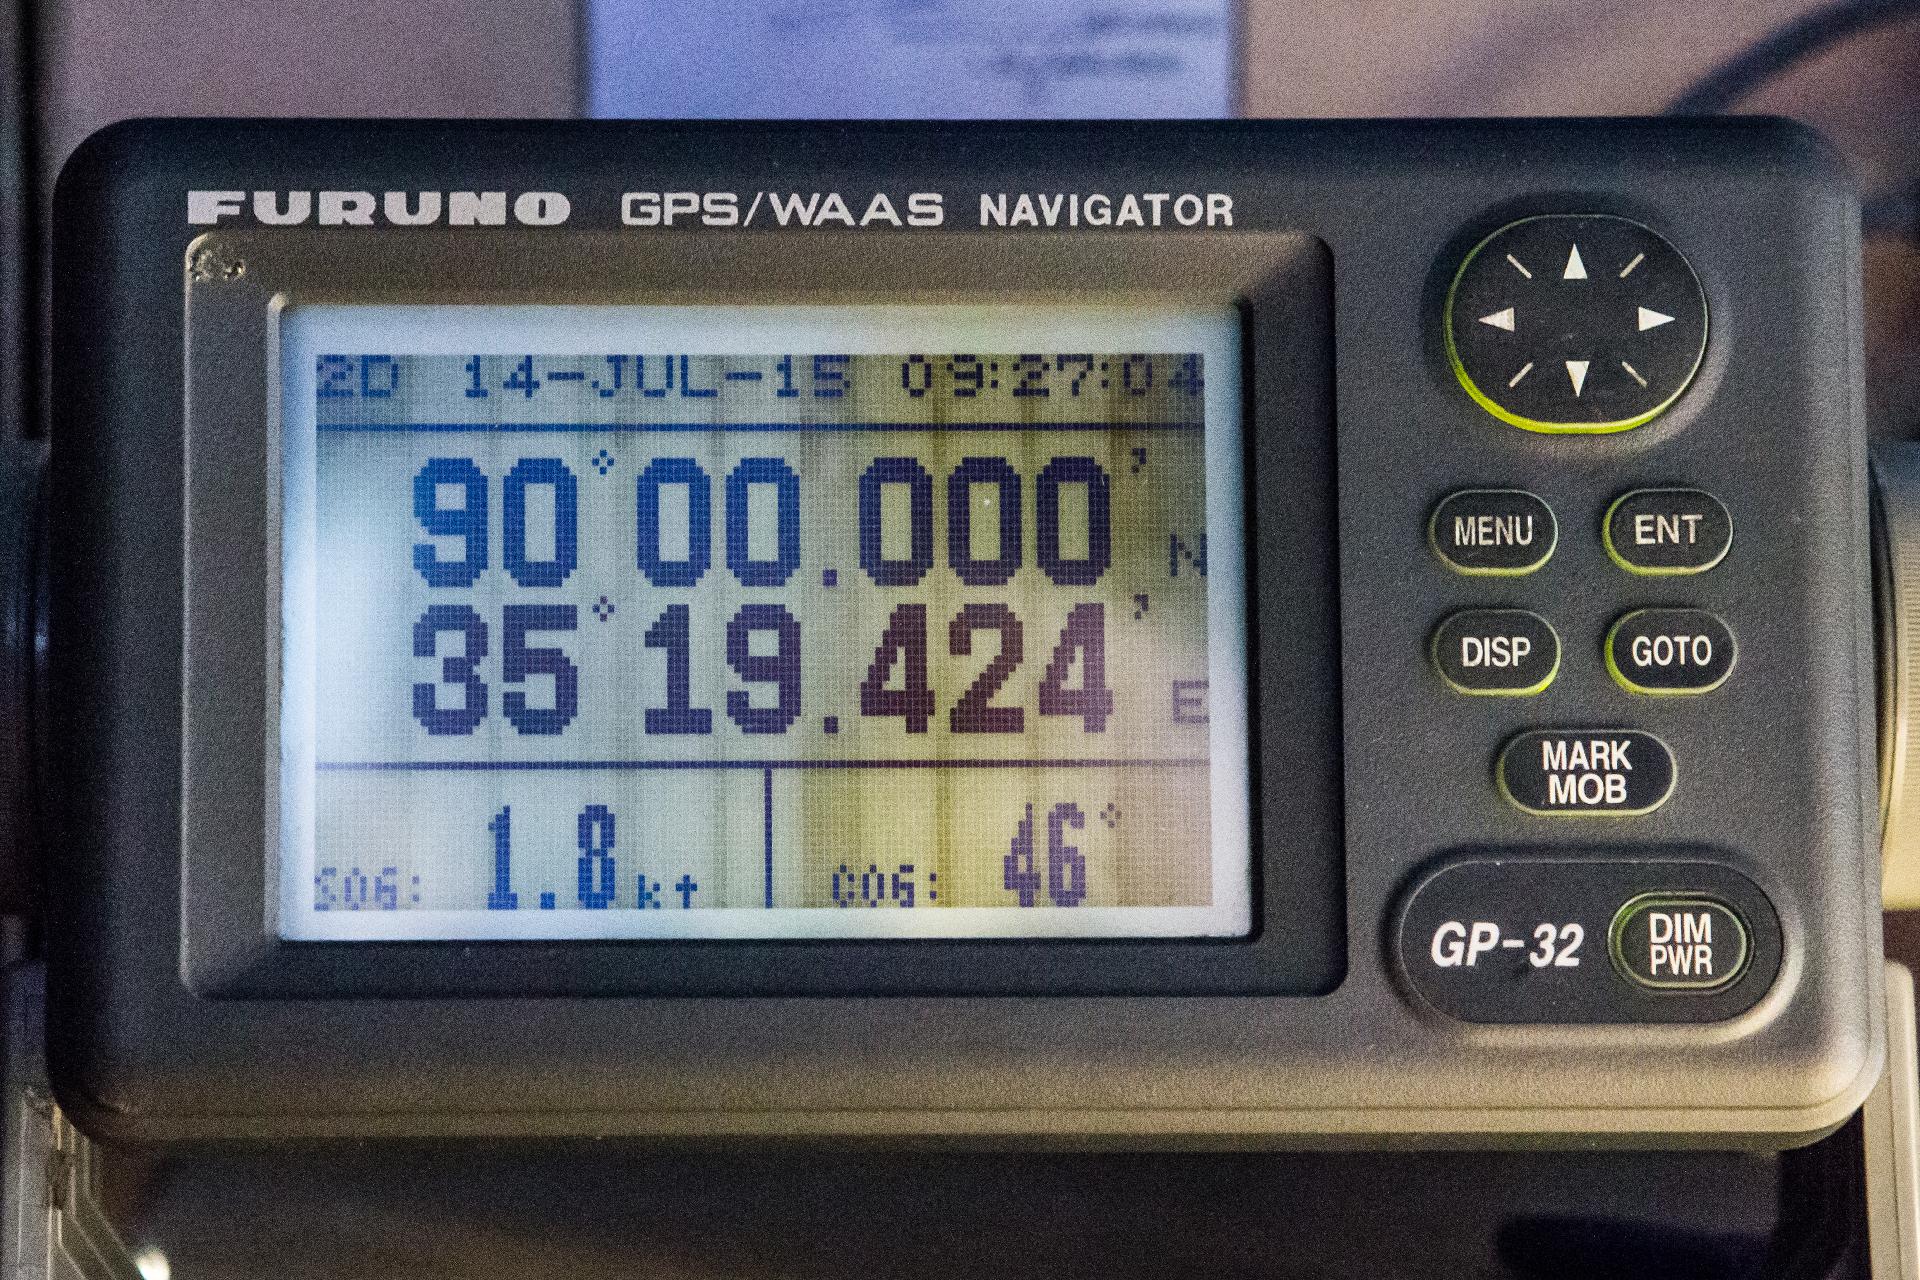 FURUNO GPS/WAAS NAVIGATOR
2D 14-JUL-15 09:27:04
90°00.000' N
35°19.424' E
SOG: 1.8 kt COG: 46°
MENU ENT
DISP GOTO
MARK
MOB
GP-32
DIM
PWR